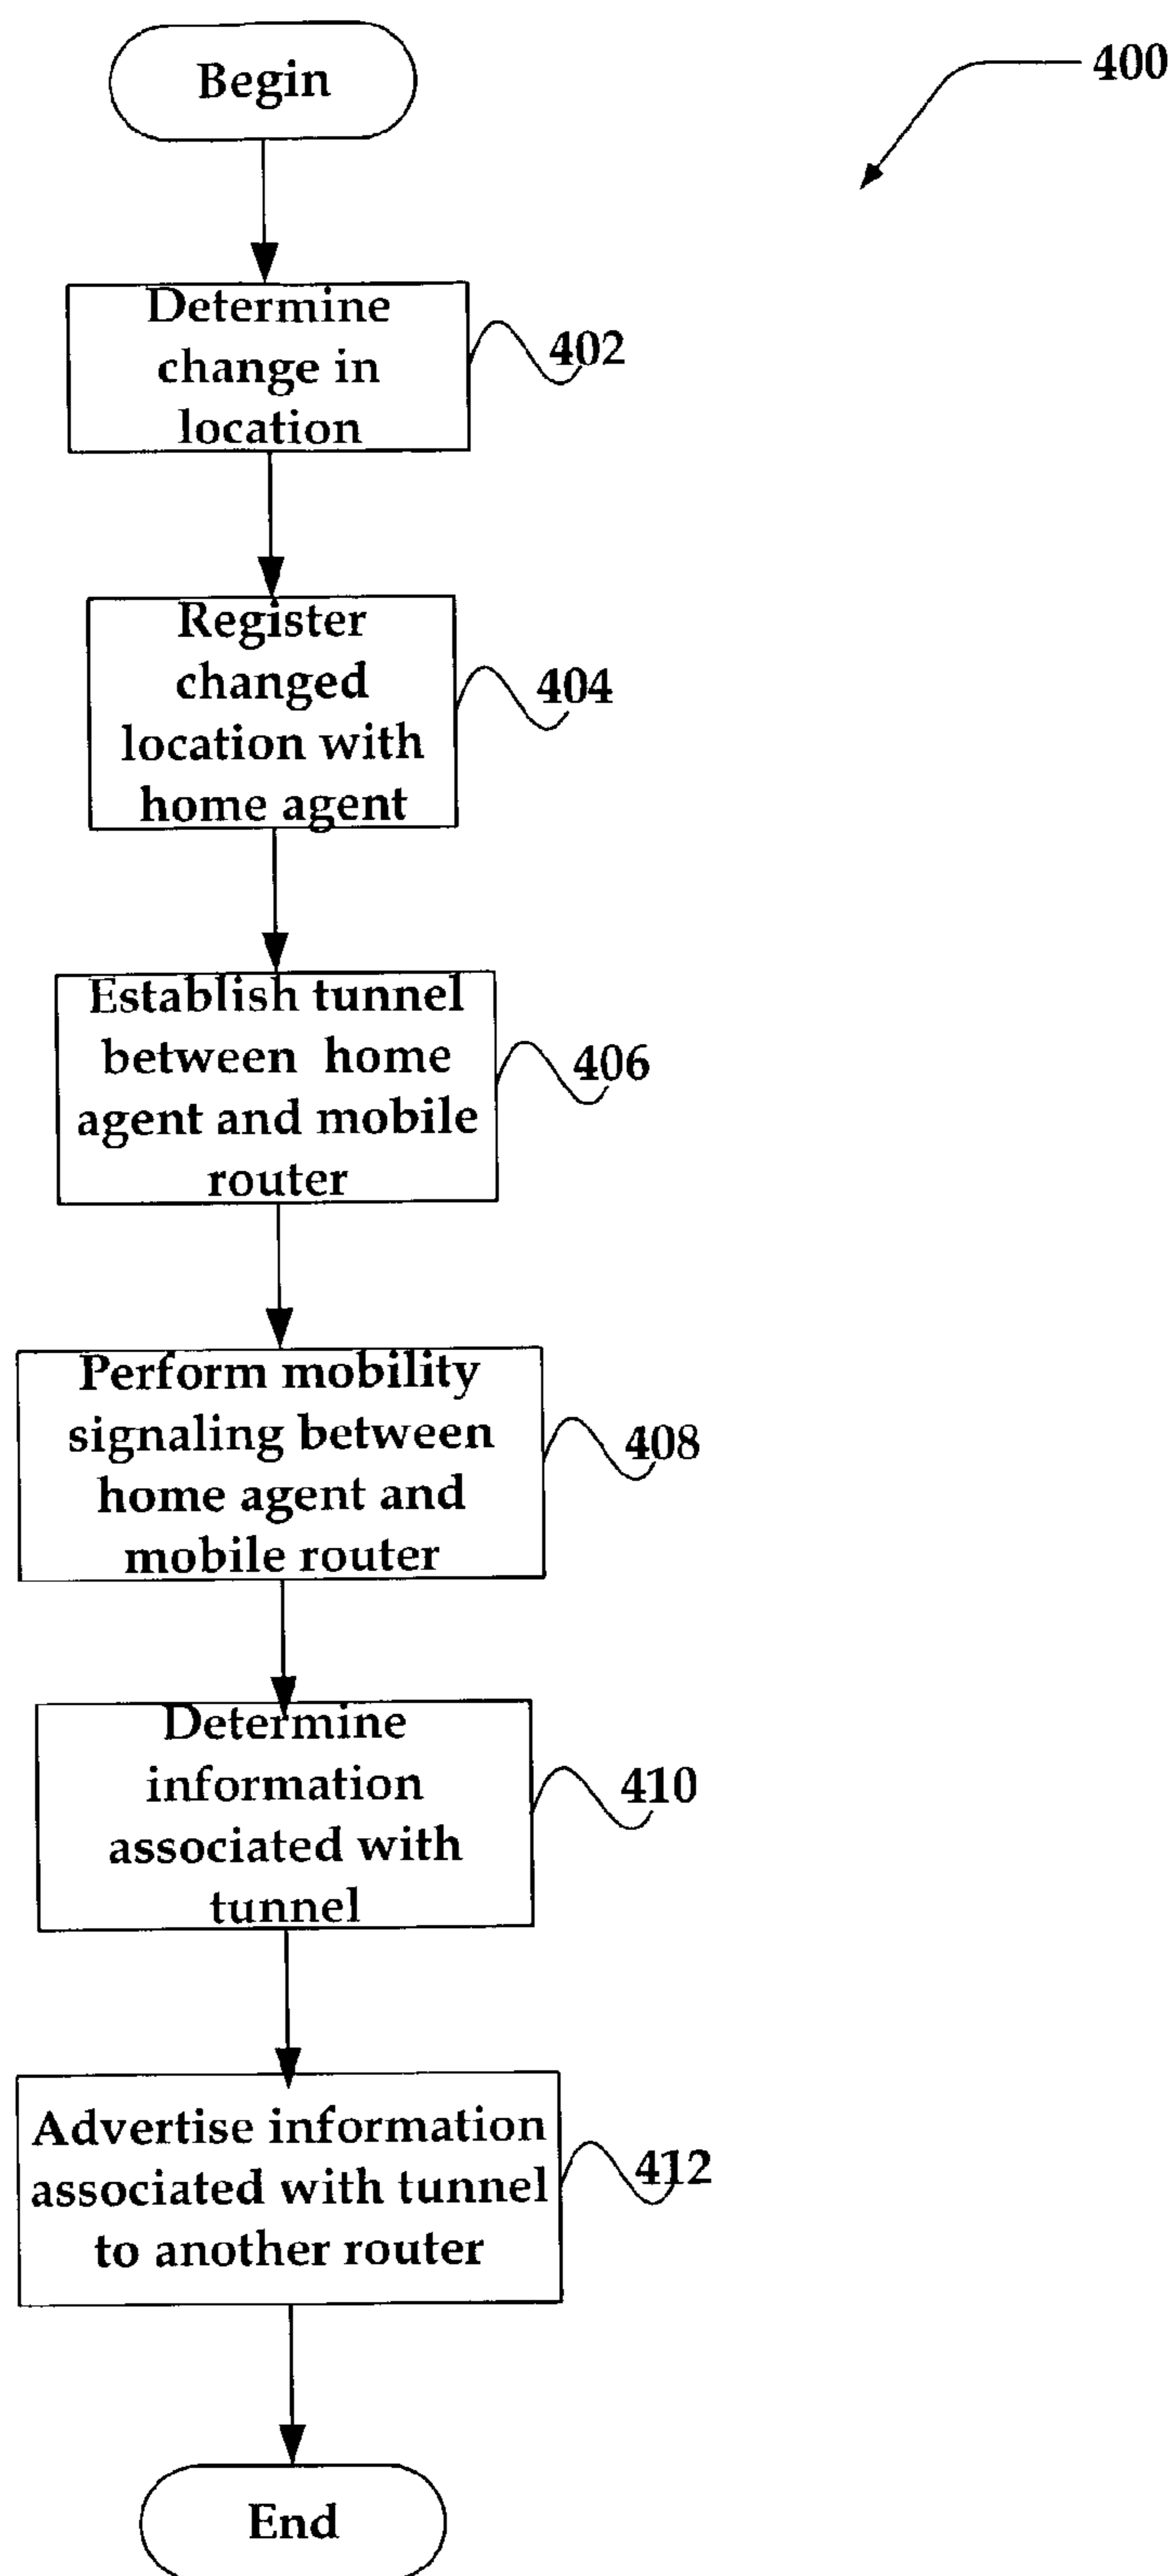 Begin
400
Determine
change in
location
402
Register
changed
location with
home agent
404
Establish tunnel
between home
agent and mobile
router
406
Perform mobility
signaling between
home agent and
mobile router
408
Determine
information
associated with
tunnel
410
Advertise information
associated with tunnel
to another router
412
End